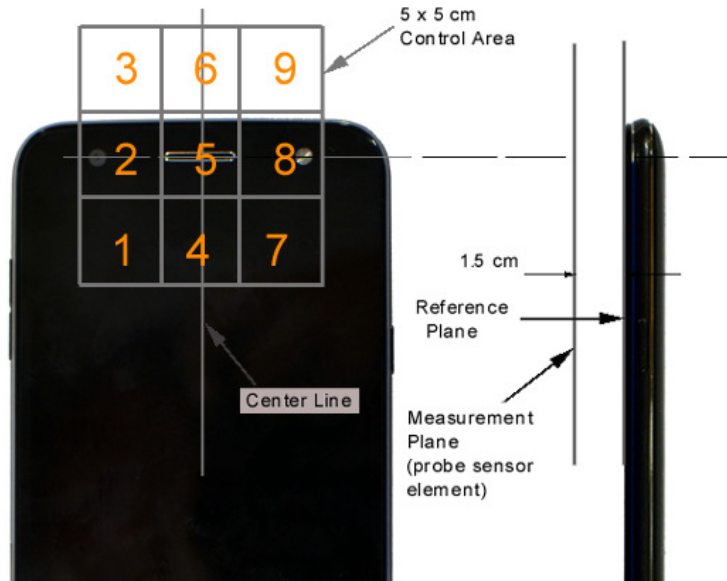 5 x 5 cm
Control Area
3 6 9
2 5 8
1 4 7
1.5 cm
Reference
Plane
Center Line
Measurement
Plane
(probe sensor
element)